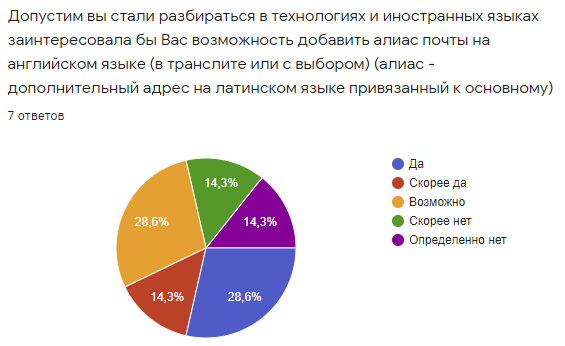 Допустим вы стали разбираться в технологиях и иностранных языках
заинтересовала бы Вас возможность добавить алиас почты на
английском языке (в транслите или с выбором) (алиас -
дополнительный адрес на латинском языке привязанный к основному)
7 ответов
14,3%
14,3%
28,6%
14,3%
28,6%
Да
Скорее да
Возможно
Скорее нет
Определенно нет